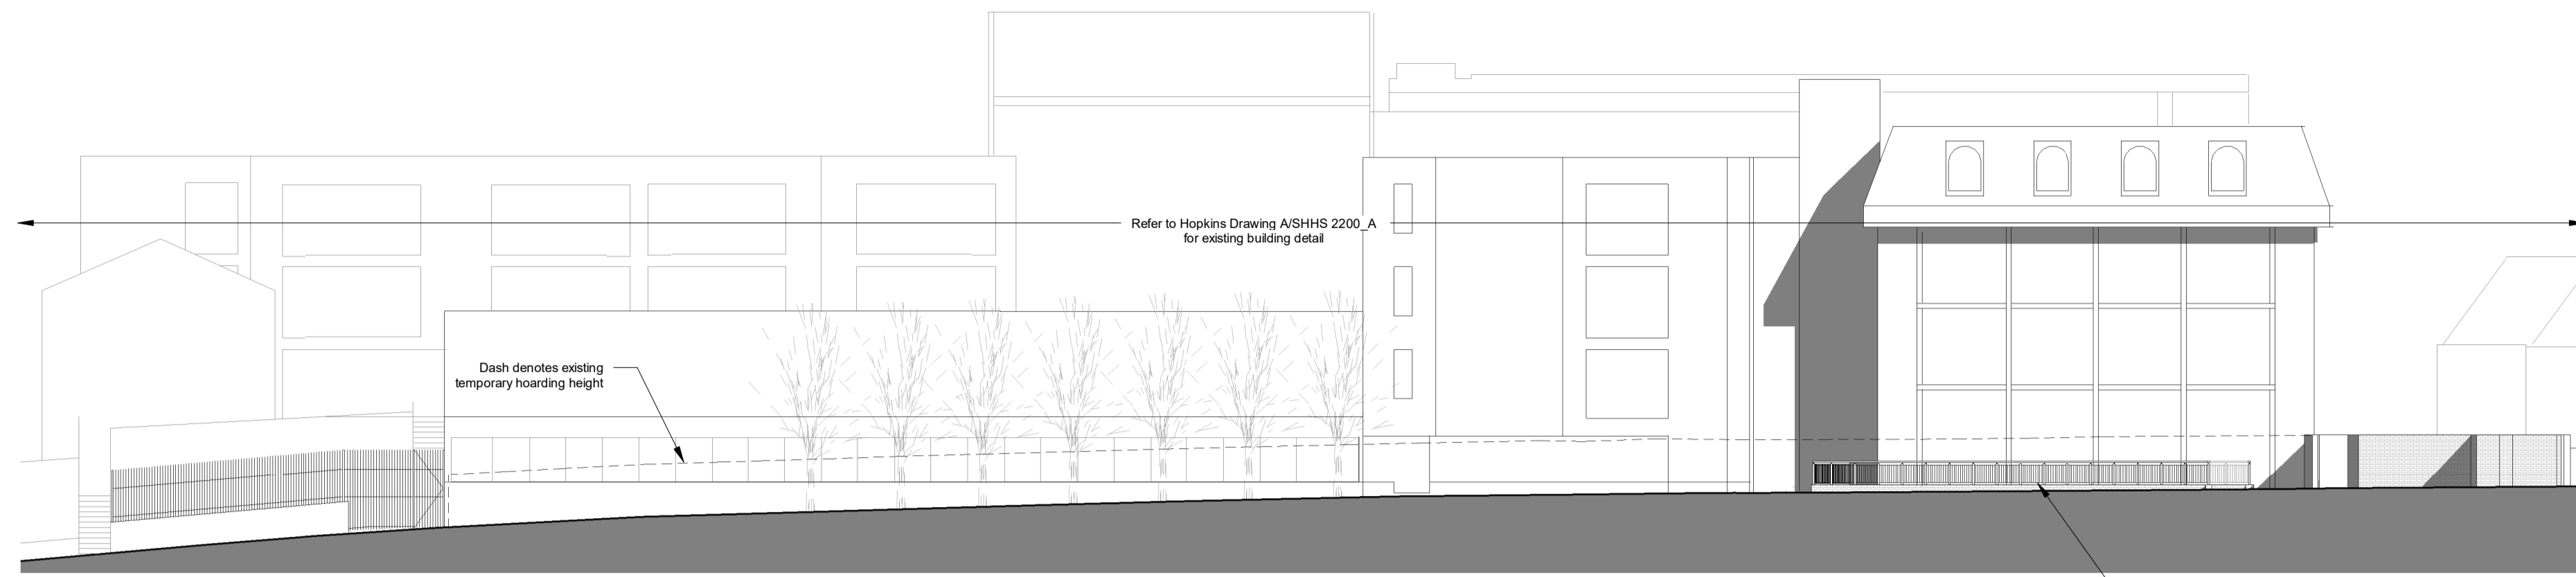 Refer to Hopkins Drawing A/SHHS 2200_A
for existing building detail
Dash denotes existing
temporary hoarding height